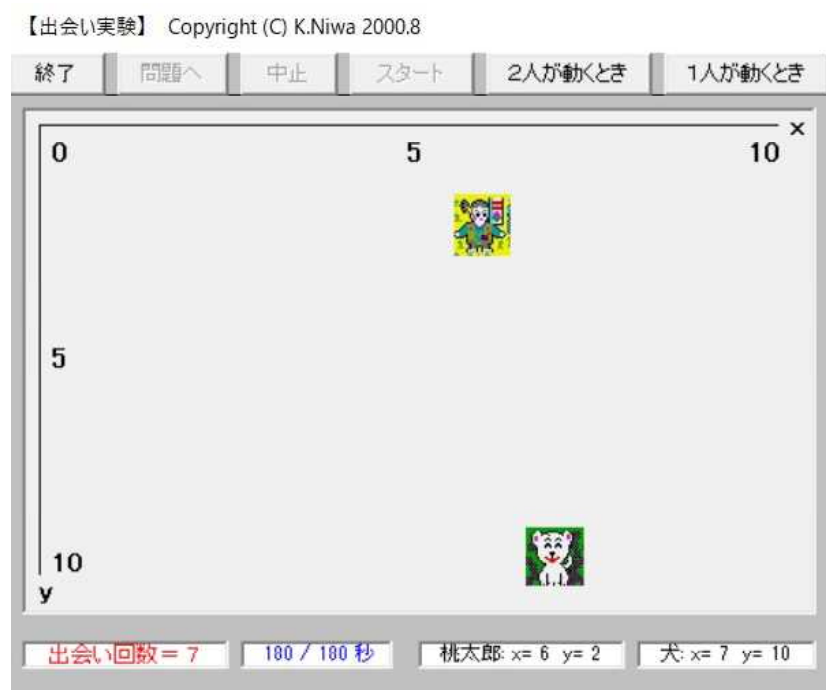 【出会い実験】 Copyright (C) K.Niwa 2000.8
終了 問題へ 中止 スタート 2人が動くとき 1人が動くとき
x
0 5 10
5
10
y
出会い回数＝7 180 / 180 秒 桃太郎: x= 6 y= 2 犬: x= 7 y= 10